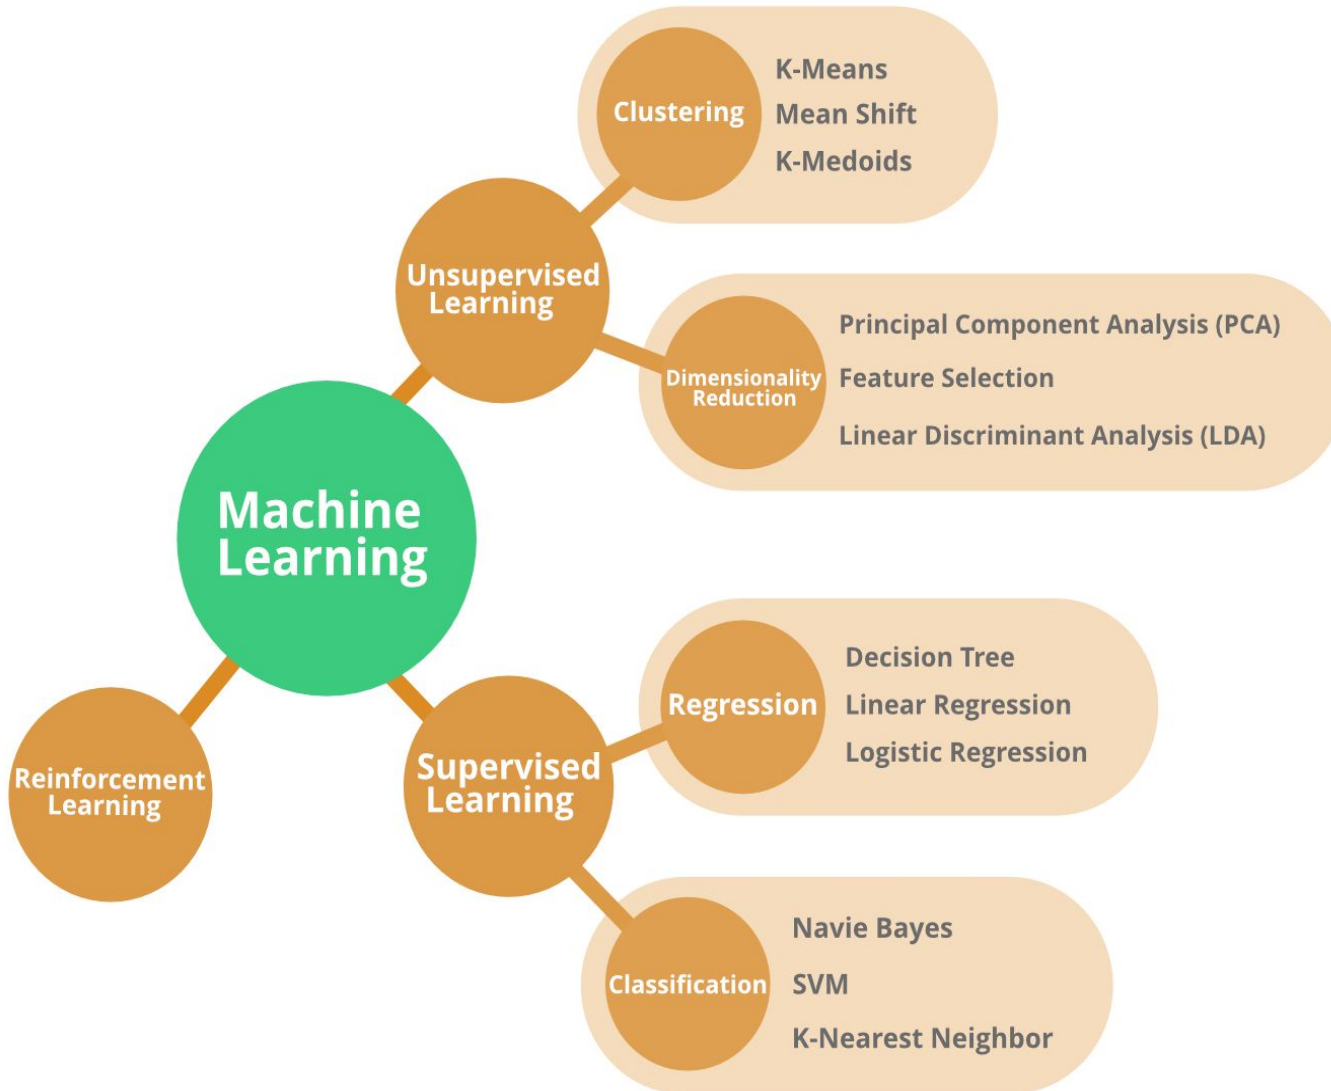 Clustering
K-Means
Mean Shift
K-Medoids
Unsupervised
Learning
Dimensionality
Reduction
Principal Component Analysis (PCA)
Feature Selection
Linear Discriminant Analysis (LDA)
Machine
Learning
Reinforcement
Learning
Supervised
Learning
Regression
Decision Tree
Linear Regression
Logistic Regression
Classification
Navie Bayes
SVM
K-Nearest Neighbor